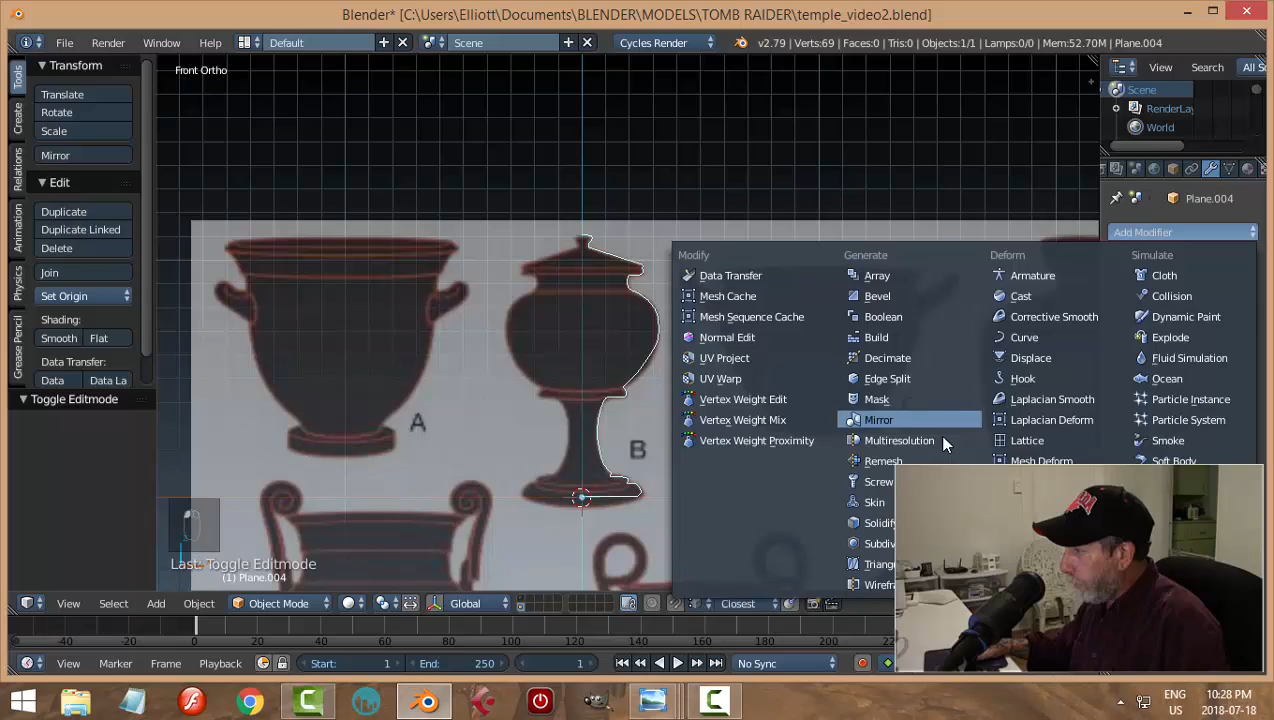 Blender* [C:\Users\Elliott\Documents\BLENDER\MODELS\TOMB RAIDER\temple_video2.blend]
File Render Window Help Default Scene Cycles Render v2.79 | Verts:69 | Faces:0 | Tris:0 | Objects:1/1 | Lamps:0/0 | Mem:52.70M | Plane.004
Tools
Create
Relations
Animation
Physics
Grease Pencil
Transform
Translate
Rotate
Scale
Mirror
Edit
Duplicate
Duplicate Linked
Delete
Join
Set Origin
Shading:
Smooth Flat
Data Transfer:
Data Data La
Toggle Editmode
Front Ortho
A
B
Last: Toggle Editmode
(1) Plane.004
View Search All S
Scene
RenderLay
World
Plane.004
Add Modifier
Modify Generate Deform Simulate
Data Transfer Array Armature Cloth
Mesh Cache Bevel Cast Collision
Mesh Sequence Cache Boolean Corrective Smooth Dynamic Paint
Normal Edit Build Curve Explode
UV Project Decimate Displace Fluid Simulation
UV Warp Edge Split Hook Ocean
Vertex Weight Edit Mask Laplacian Smooth Particle Instance
Vertex Weight Mix Mirror Laplacian Deform Particle System
Vertex Weight Proximity Multiresolution Lattice Smoke
Remesh Mesh Deform Soft Body
Screw
Skin
Solidify
Subdiv
Triang
Wirefra
View Select Add Object Object Mode Global Closest
-40 -20 0 20 40 60 80 100 120 140 160 180 200
View Marker Frame Playback Start: 1 End: 250 1 No Sync
ENG
US
10:28 PM
2018-07-18